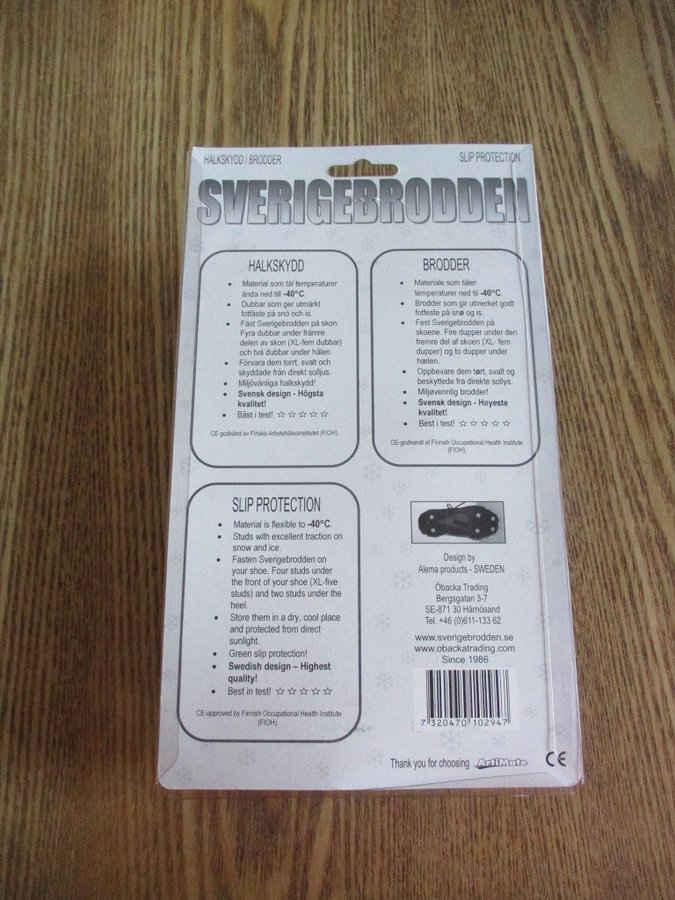 HALKSKYDD / BRODDER
SLIP PROTECTION
SVERIGEBRODDEN
HALKSKYDD
• Material som tål temperaturer
ända ned till -40°C.
• Dubbar som ger utmärkt
fotfäste på snö och is.
• Fäst Sverigebrodden på skon.
Fyra dubbar under främre
delen av skon (XL-fem dubbar)
och två dubbar under hälen.
• Förvara dem torrt, svalt och
skyddade från direkt solljus.
• Miljövänliga halkskydd!
• Svensk design - Högsta
kvalitet!
• Bäst i test! ☆☆☆☆☆
CE-godkänd av Finska Arbetshälsoinstitutet (FIOH).
BRODDER
• Materiale som tåler
temperaturer ned til -40°C.
• Brodder som gir utmerket godt
fotfeste på snø og is.
• Fest Sverigebrodden på
skoene. Fire dupper under den
fremre del af skoen (XL- fem
dupper) og to dupper under
hælen.
• Oppbevare dem tørt, svalt og
beskyttede fra direkte sollys.
• Miljøvennlig brodder!
• Svensk design - Høyeste
kvalitet!
• Best i test! ☆☆☆☆☆
CE-godkendt af Finnish Occupational Health Institute
(FIOH).
SLIP PROTECTION
• Material is flexible to -40°C.
• Studs with excellent traction on
snow and ice.
• Fasten Sverigebrodden on
your shoe. Four studs under
the front of your shoe (XL-five
studs) and two studs under the
heel.
• Store them in a dry, cool place
and protected from direct
sunlight.
• Green slip protection!
• Swedish design – Highest
quality!
• Best in test! ☆☆☆☆☆
CE-approved by Finnish Occupational Health Institute
(FIOH).
Design by
Alema products - SWEDEN
Öbacka Trading
Bergsgatan 3-7
SE-871 30 Härnösand
Tel. +46 (0)611-133 62
www.sverigebrodden.se
www.obackatrading.com
Since 1986
7 320470 102947
Thank you for choosing ArtiMate CE